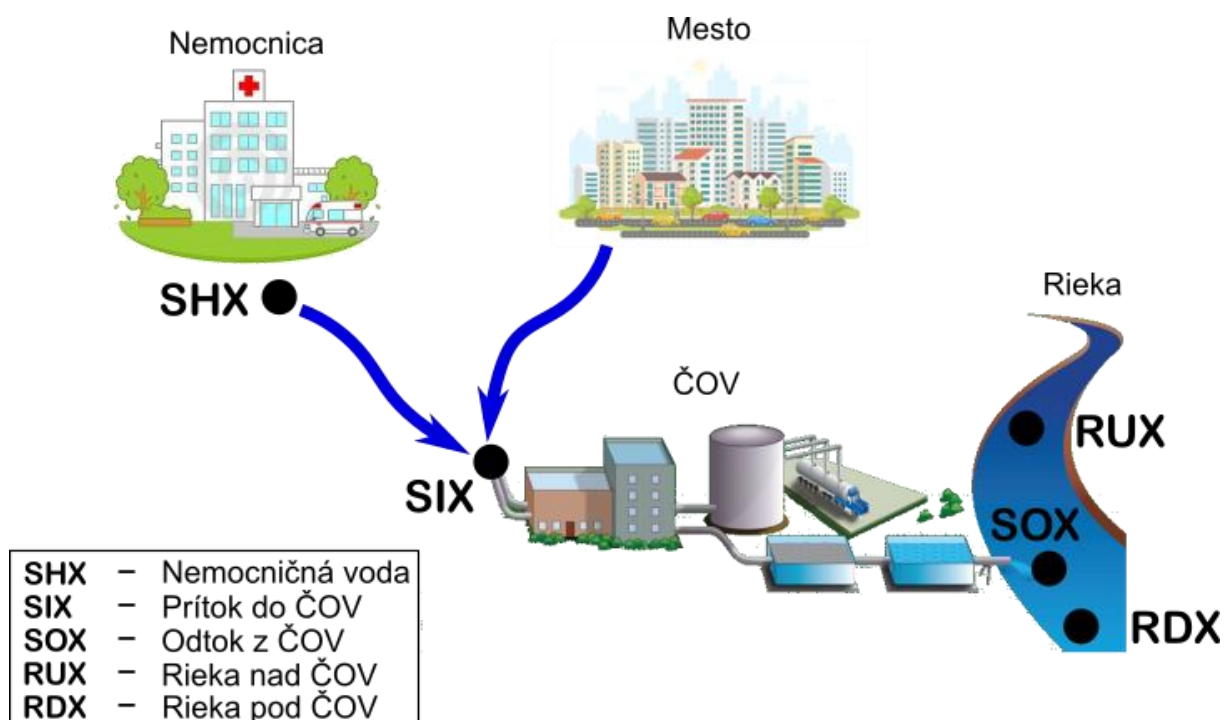 Nemocnica
Mesto
SHX
Rieka
ČOV
RUX
SIX
SOX
RDX
SHX – Nemocničná voda
SIX – Prítok do ČOV
SOX – Odtok z ČOV
RUX – Rieka nad ČOV
RDX – Rieka pod ČOV